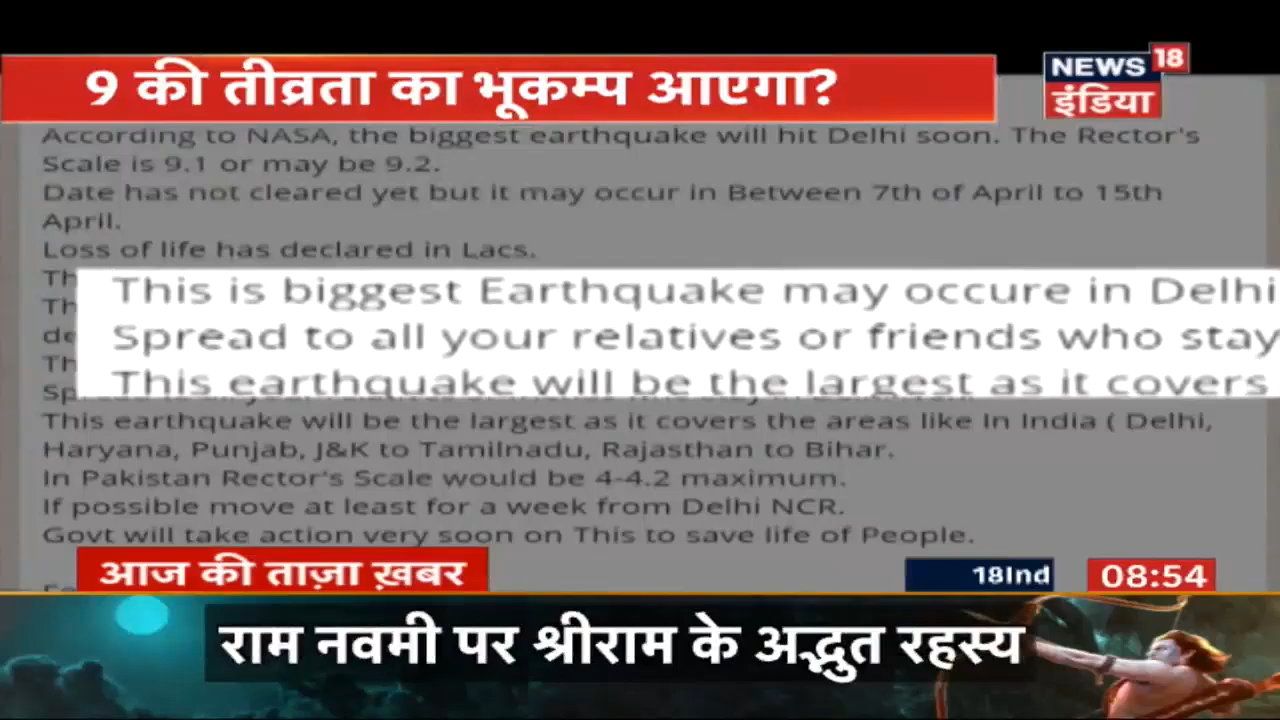 9 की तीव्रता का भूकम्प आएगा?
NEWS 18
इंडिया
According to NASA, the biggest earthquake will hit Delhi soon. The Rector's
Scale is 9.1 or may be 9.2.
Date has not cleared yet but it may occur in Between 7th of April to 15th
April.
Loss of life has declared in Lacs.
Th
This is biggest Earthquake may occure in Delhi
Th
de
Spread to all your relatives or friends who stay
Th
This earthquake will be the largest as it covers
Sp
This earthquake will be the largest as it covers the areas like In India ( Delhi,
Haryana, Punjab, J&K to Tamilnadu, Rajasthan to Bihar.
In Pakistan Rector's Scale would be 4-4.2 maximum.
If possible move at least for a week from Delhi NCR.
Govt will take action very soon on This to save life of People.
आज की ताज़ा ख़बर
18Ind
08:54
राम नवमी पर श्रीराम के अद्भुत रहस्य